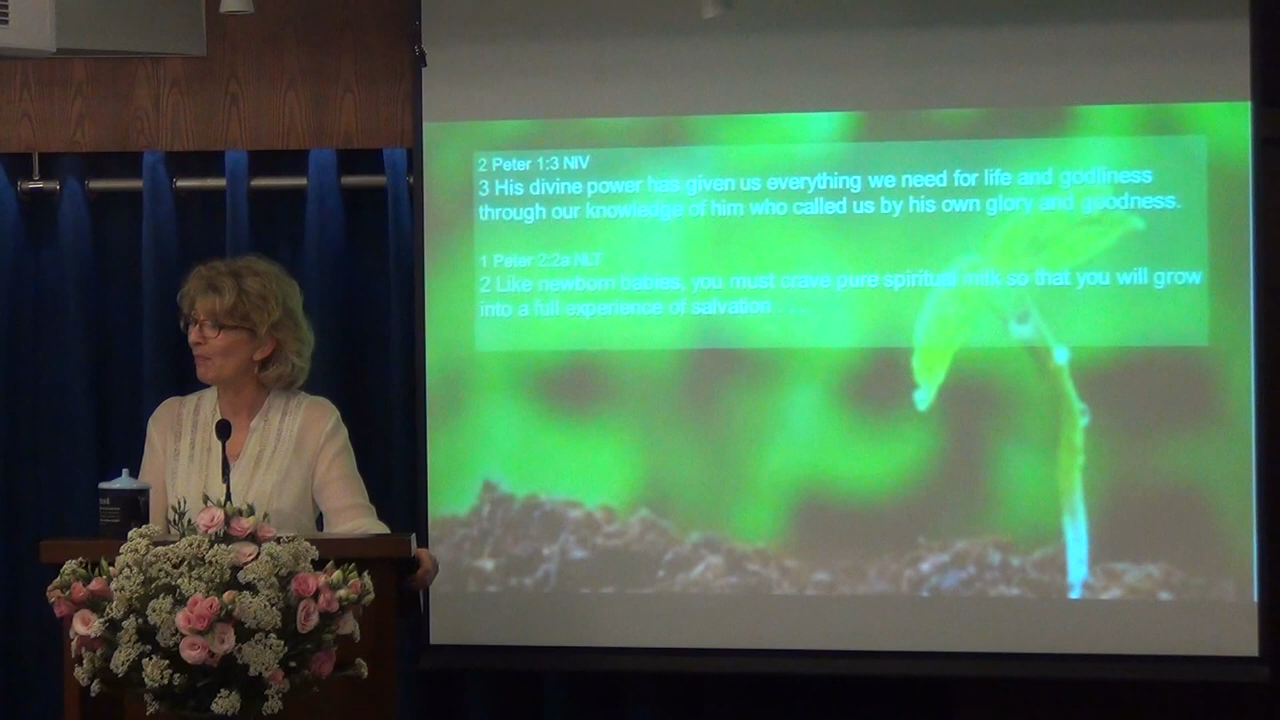 2 Peter 1:3 NIV
3 His divine power has given us everything we need for life and godliness
through our knowledge of him who called us by his own glory and goodness.
1 Peter 2:2a NLT
2 Like newborn babies, you must crave pure spiritual milk so that you will grow
into a full experience of salvation . . .